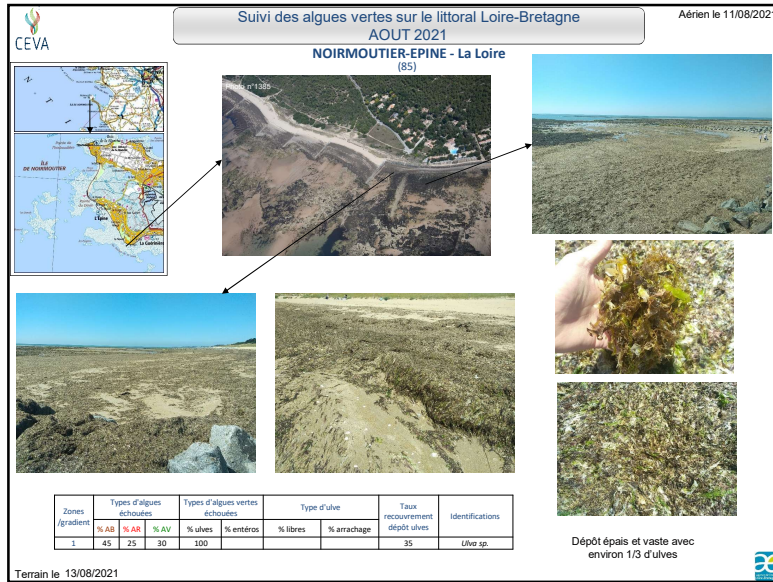 CEVA
Suivi des algues vertes sur le littoral Loire-Bretagne
AOUT 2021
Aérien le 11/08/2021
NOIRMOUTIER-EPINE - La Loire
(85)
Photo n°1385
ÎLE
DE NOIRMOUTIER
L'Épine
La Guérinière
Zones /gradient
Types d'algues échouées
Types d'algues vertes échouées
Type d'ulve
Taux recouvrement dépôt ulves
Identifications
% AB % AR % AV % ulves % entéros % libres % arrachage
1 45 25 30 100 35 Ulva sp.
Dépôt épais et vaste avec
environ 1/3 d'ulves
Terrain le 13/08/2021